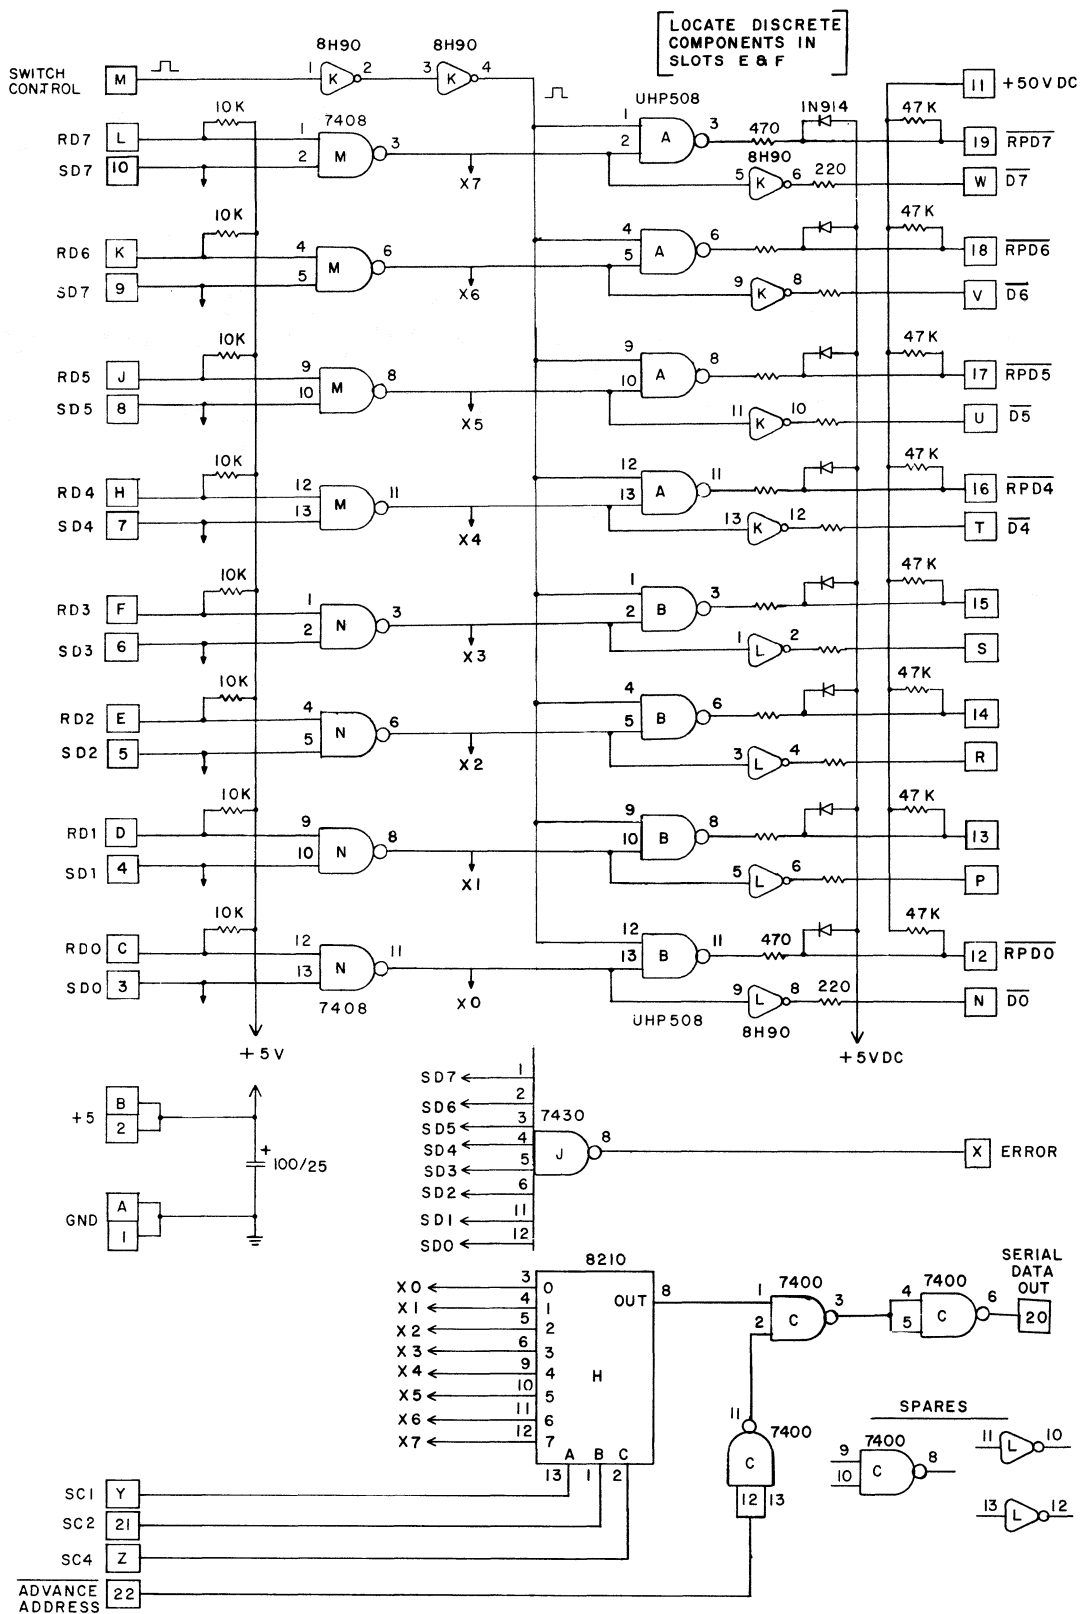 LOCATE DISCRETE
COMPONENTS IN
SLOTS E & F
SWITCH
CONTROL
M
8H90
1 K 2
8H90
3 K 4
11 +50VDC
10K
RD7 L
SD7 10
7408
1
2
M
3
X7
UHP508
1
2
A
3
470
1N914
47K
19 RPD7
8H90
5 K 6
220
W D7
10K
RD6 K
SD7 9
4
5
M
6
X6
4
5
A
6
47K
18 RPD6
9 K 8
V D6
10K
RD5 J
SD5 8
9
10
M
8
X5
9
10
A
8
47K
17 RPD5
11 K 10
U D5
10K
RD4 H
SD4 7
12
13
M
11
X4
12
13
A
11
47K
16 RPD4
13 K 12
T D4
10K
RD3 F
SD3 6
1
2
N
3
X3
1
2
B
3
47K
15
1 L 2
S
10K
RD2 E
SD2 5
4
5
N
6
X2
4
5
B
6
47K
14
3 L 4
R
10K
RD1 D
SD1 4
9
10
N
8
X1
9
10
B
8
47K
13
5 L 6
P
10K
RD0 C
SD0 3
12
13
N
11
7408
X0
12
13
B
11
UHP508
470
47K
12 RPD0
9 L 8
8H90
220
N D0
+5V
+5VDC
+5
B
2
+
100/25
GND
A
1
SD7 1
SD6 2
SD5 3
SD4 4
SD3 5
SD2 6
SD1 11
SD0 12
7430
J
8
X ERROR
8210
X0 3 0
X1 4 1
X2 5 2
X3 6 3
X4 9 4
X5 10 5
X6 11 6
X7 12 7
H
OUT 8
A B C
13 1 2
1
2
7400
C
3
4
5
7400
C
6
SERIAL
DATA
OUT
20
11
7400
C
12 13
SPARES
9
10
7400
C
8
11 L 10
13 L 12
SC1 Y
SC2 21
SC4 Z
ADVANCE
ADDRESS
22